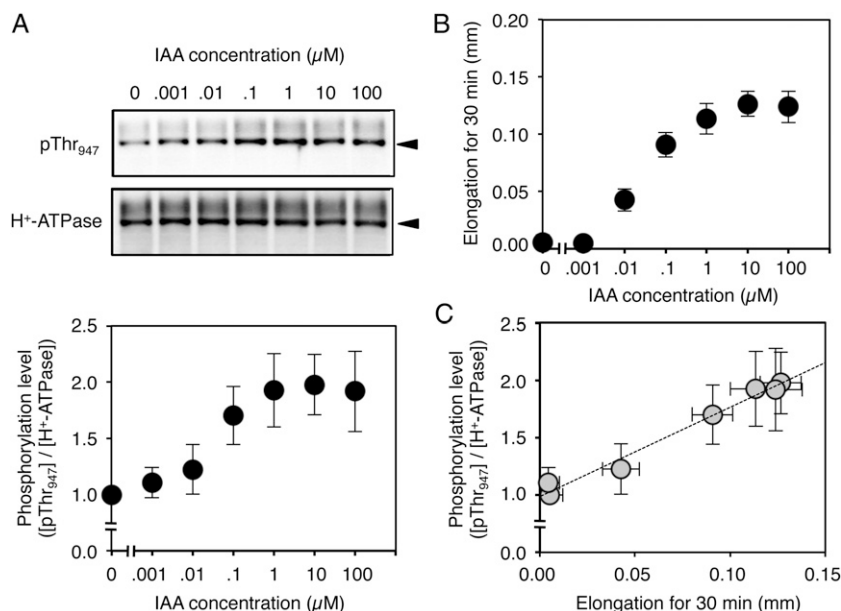 A
IAA concentration (µM)
0 .001 .01 .1 1 10 100
pThr947
H+-ATPase
Phosphorylation level
([pThr947] / [H+-ATPase])
2.5
2.0
1.5
1.0
0.0
0 .001 .01 .1 1 10 100
IAA concentration (µM)
B
Elongation for 30 min (mm)
0.20
0.15
0.10
0.05
0.00
0 .001 .01 .1 1 10 100
IAA concentration (µM)
C
Phosphorylation level
([pThr947] / [H+-ATPase])
2.5
2.0
1.5
1.0
0.0
0.00 0.05 0.10 0.15
Elongation for 30 min (mm)